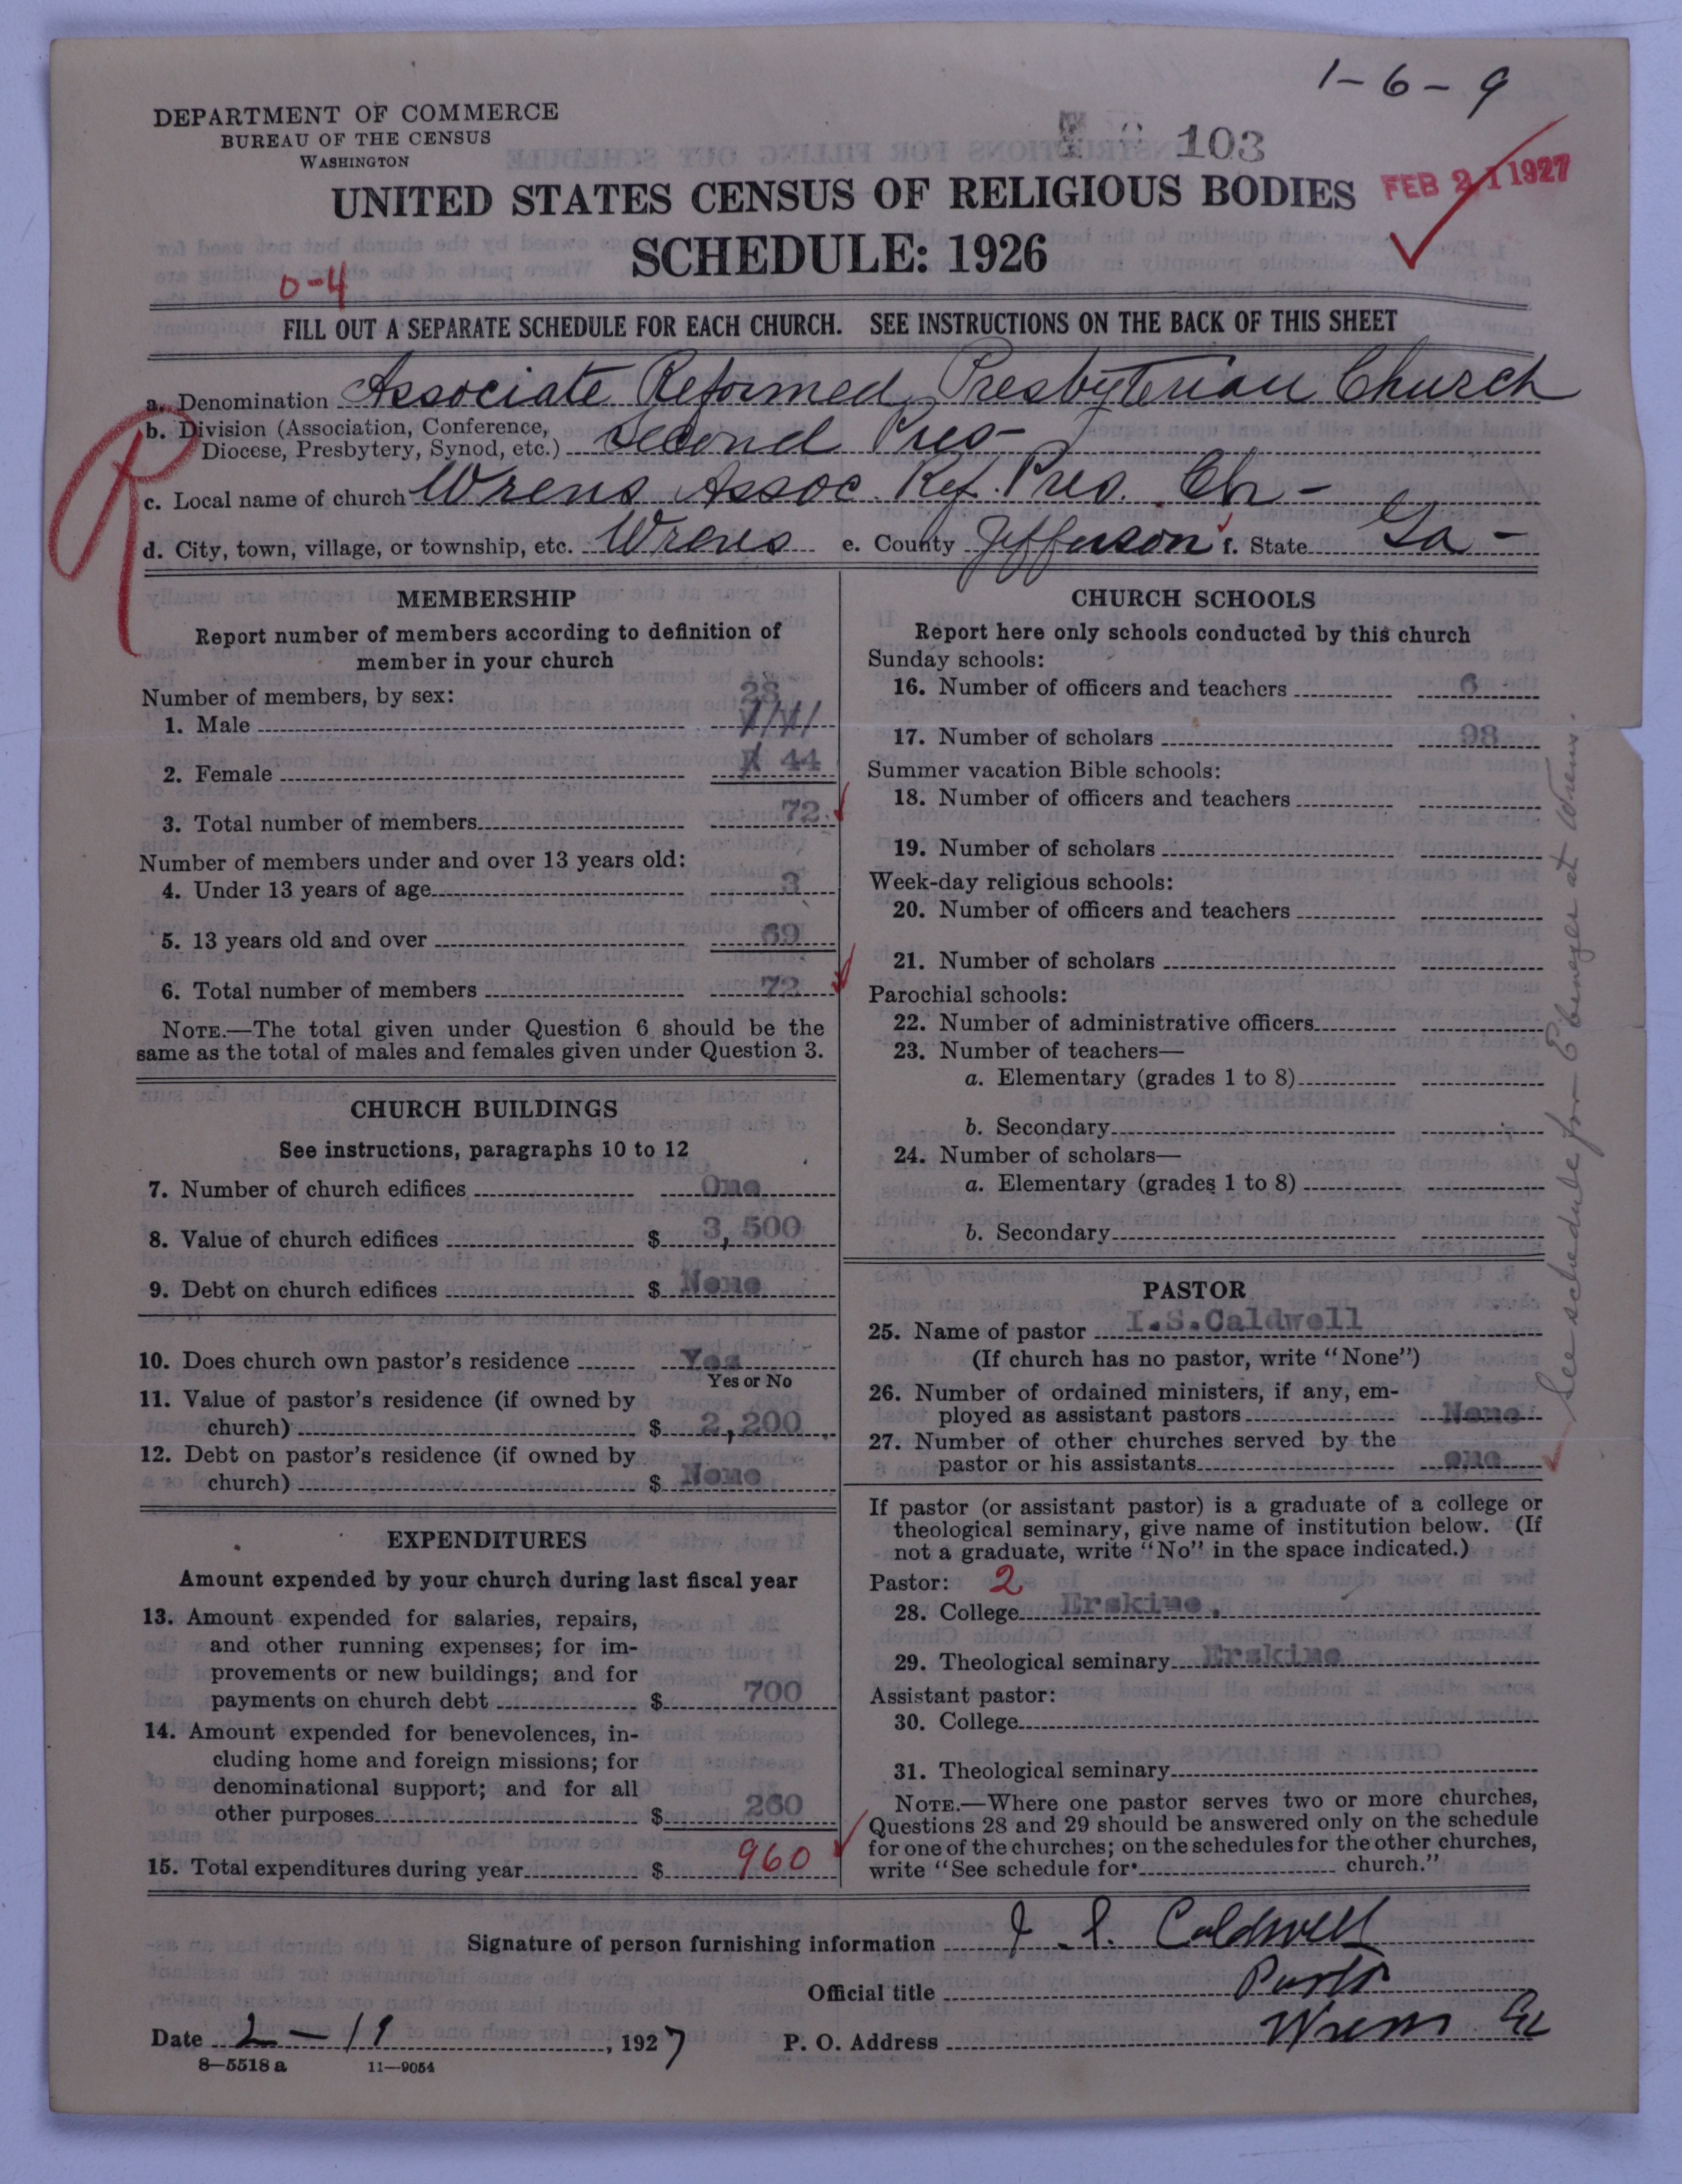 1-6-9
DEPARTMENT OF COMMERCE
BUREAU OF THE CENSUS
WASHINGTON
103
FEB 21 1927
UNITED STATES CENSUS OF RELIGIOUS BODIES
SCHEDULE: 1926
0-4
FILL OUT A SEPARATE SCHEDULE FOR EACH CHURCH. SEE INSTRUCTIONS ON THE BACK OF THIS SHEET
R
a. Denomination Associate Reformed Presbyterian Church
b. Division (Association, Conference,
Diocese, Presbytery, Synod, etc.) Second Pres-
c. Local name of church Wrens Assoc. Ref. Pres. Ch-
d. City, town, village, or township, etc. Wrens e. County Jefferson f. State Ga-
MEMBERSHIP
Report number of members according to definition of
member in your church
Number of members, by sex:
28
1. Male
2. Female 44
3. Total number of members 72
Number of members under and over 13 years old:
4. Under 13 years of age 3
5. 13 years old and over 69
6. Total number of members 72
NOTE.—The total given under Question 6 should be the
same as the total of males and females given under Question 3.
CHURCH BUILDINGS
See instructions, paragraphs 10 to 12
7. Number of church edifices One
8. Value of church edifices $ 3,500
9. Debt on church edifices $ None
10. Does church own pastor's residence Yes
Yes or No
11. Value of pastor's residence (if owned by
church) $ 2,200.
12. Debt on pastor's residence (if owned by
church) $ None
EXPENDITURES
Amount expended by your church during last fiscal year
13. Amount expended for salaries, repairs,
and other running expenses; for im-
provements or new buildings; and for
payments on church debt $ 700
14. Amount expended for benevolences, in-
cluding home and foreign missions; for
denominational support; and for all
other purposes $ 260
15. Total expenditures during year $ 960
CHURCH SCHOOLS
Report here only schools conducted by this church
Sunday schools:
16. Number of officers and teachers 6
17. Number of scholars 98
Summer vacation Bible schools:
18. Number of officers and teachers
19. Number of scholars
Week-day religious schools:
20. Number of officers and teachers
21. Number of scholars
Parochial schools:
22. Number of administrative officers
23. Number of teachers—
a. Elementary (grades 1 to 8)
b. Secondary
24. Number of scholars—
a. Elementary (grades 1 to 8)
b. Secondary
PASTOR
25. Name of pastor I.S.Caldwell
(If church has no pastor, write "None")
26. Number of ordained ministers, if any, em-
ployed as assistant pastors None
27. Number of other churches served by the
pastor or his assistants one
If pastor (or assistant pastor) is a graduate of a college or
theological seminary, give name of institution below. (If
not a graduate, write "No" in the space indicated.)
Pastor: 2
28. College Erskine.
29. Theological seminary Erskine
Assistant pastor:
30. College
31. Theological seminary
NOTE.—Where one pastor serves two or more churches,
Questions 28 and 29 should be answered only on the schedule
for one of the churches; on the schedules for the other churches,
write "See schedule for church."
See schedule for Ebenezer at Wrens.
Signature of person furnishing information I. S. Caldwell
Official title Pastor
Date 2-19, 1927 P. O. Address Wrens Ga
8-5518 a 11-9054